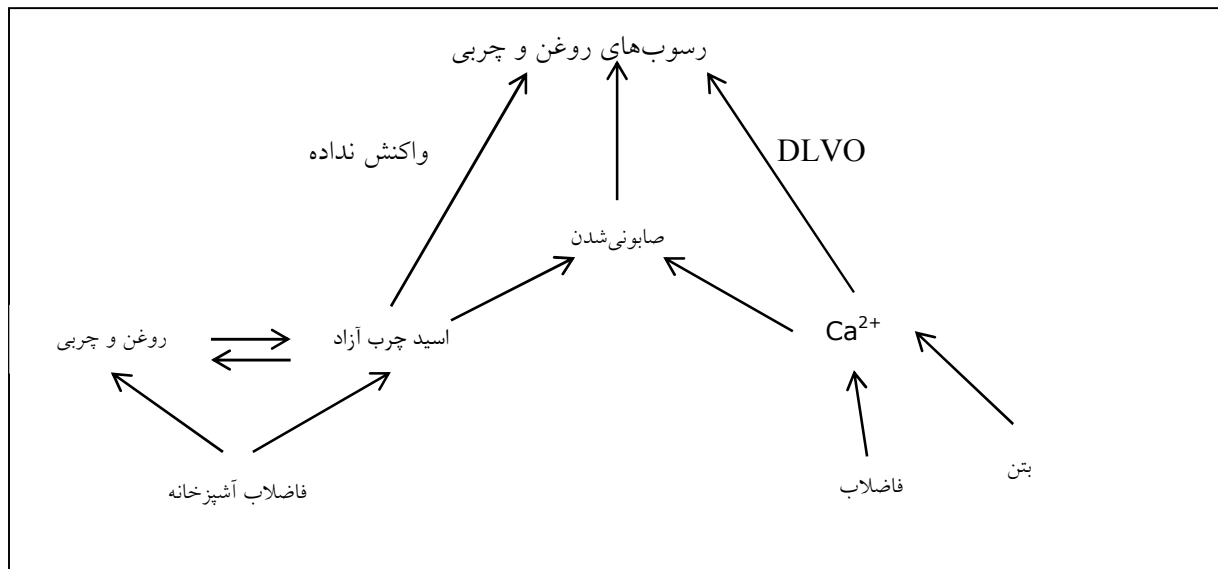 رسوب‌های روغن و چربی
واکنش نداده
DLVO
صابونی‌شدن
روغن و چربی
اسید چرب آزاد
Ca²⁺
فاضلاب آشپزخانه
فاضلاب
بتن